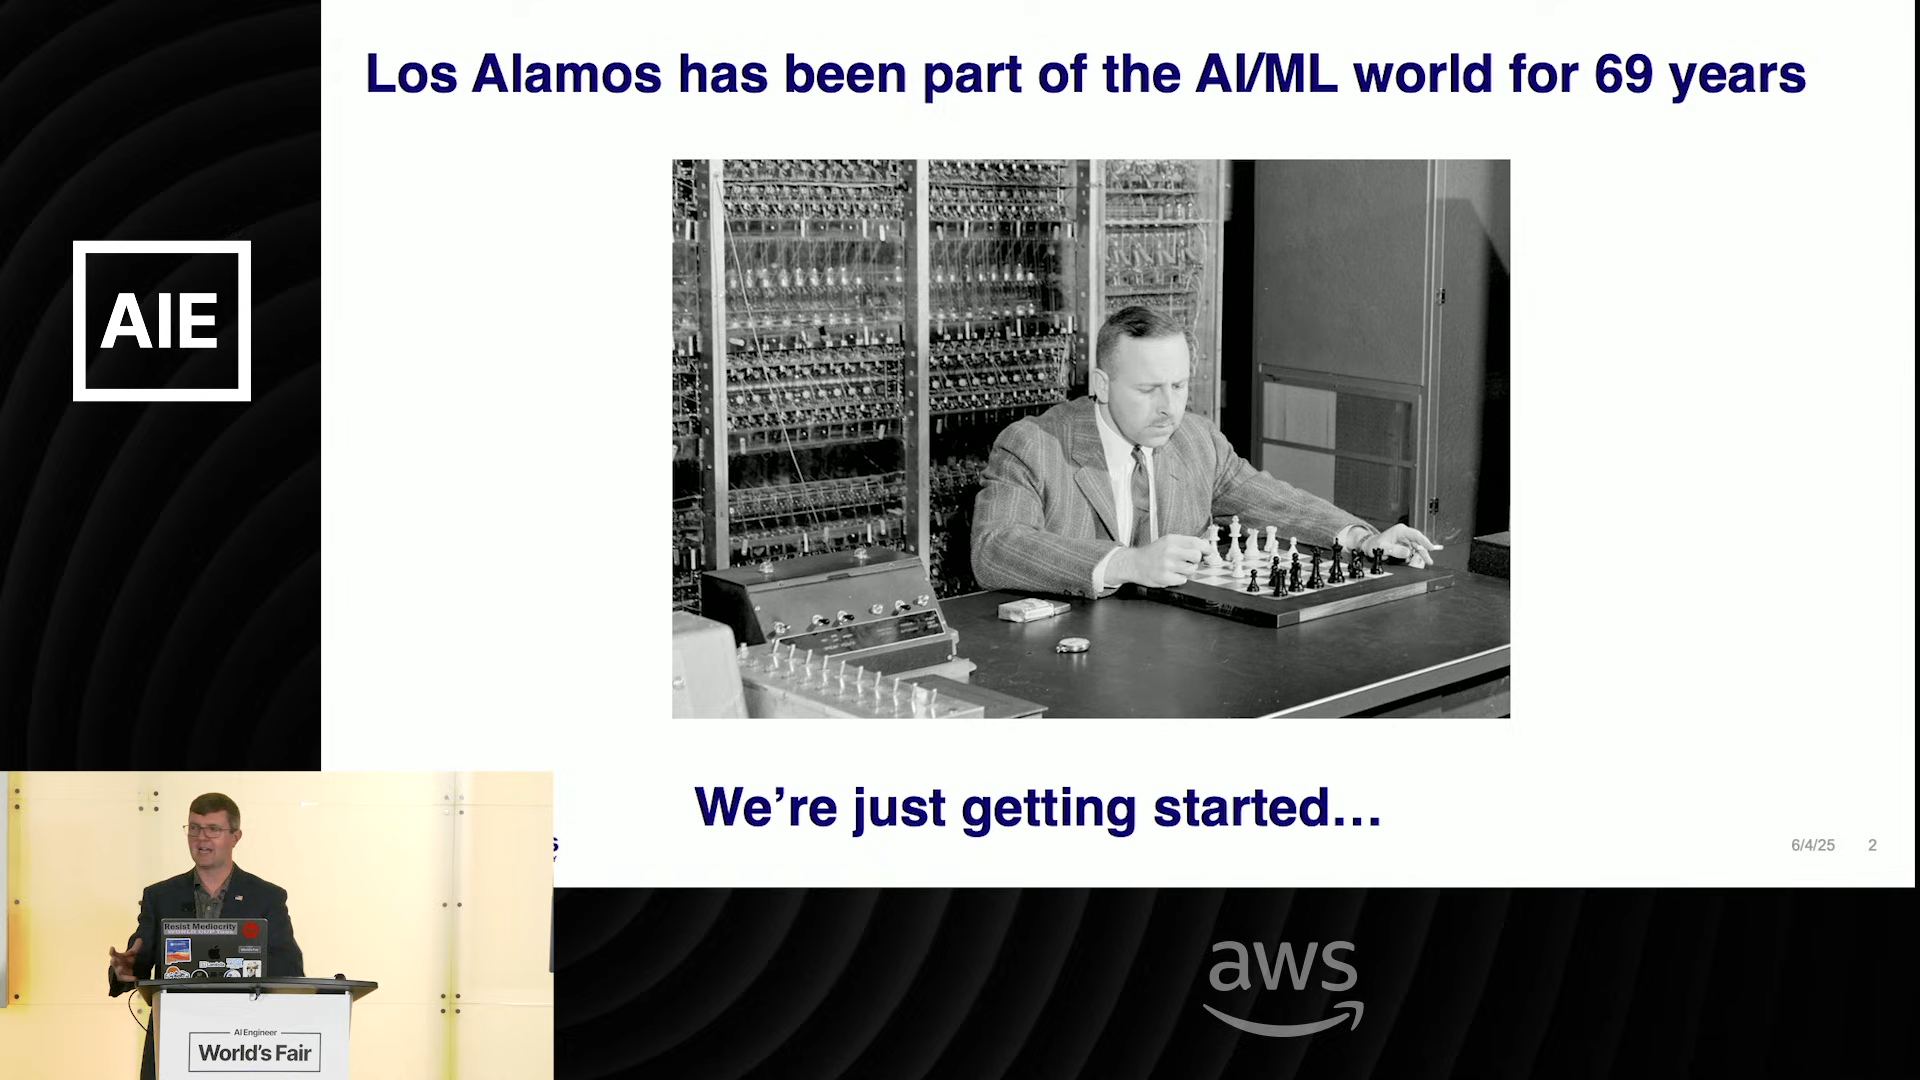 Los Alamos has been part of the AI/ML world for 69 years
AIE
We're just getting started…
6/4/25 2
Resist Mediocrity
AI Engineer
World's Fair
aws